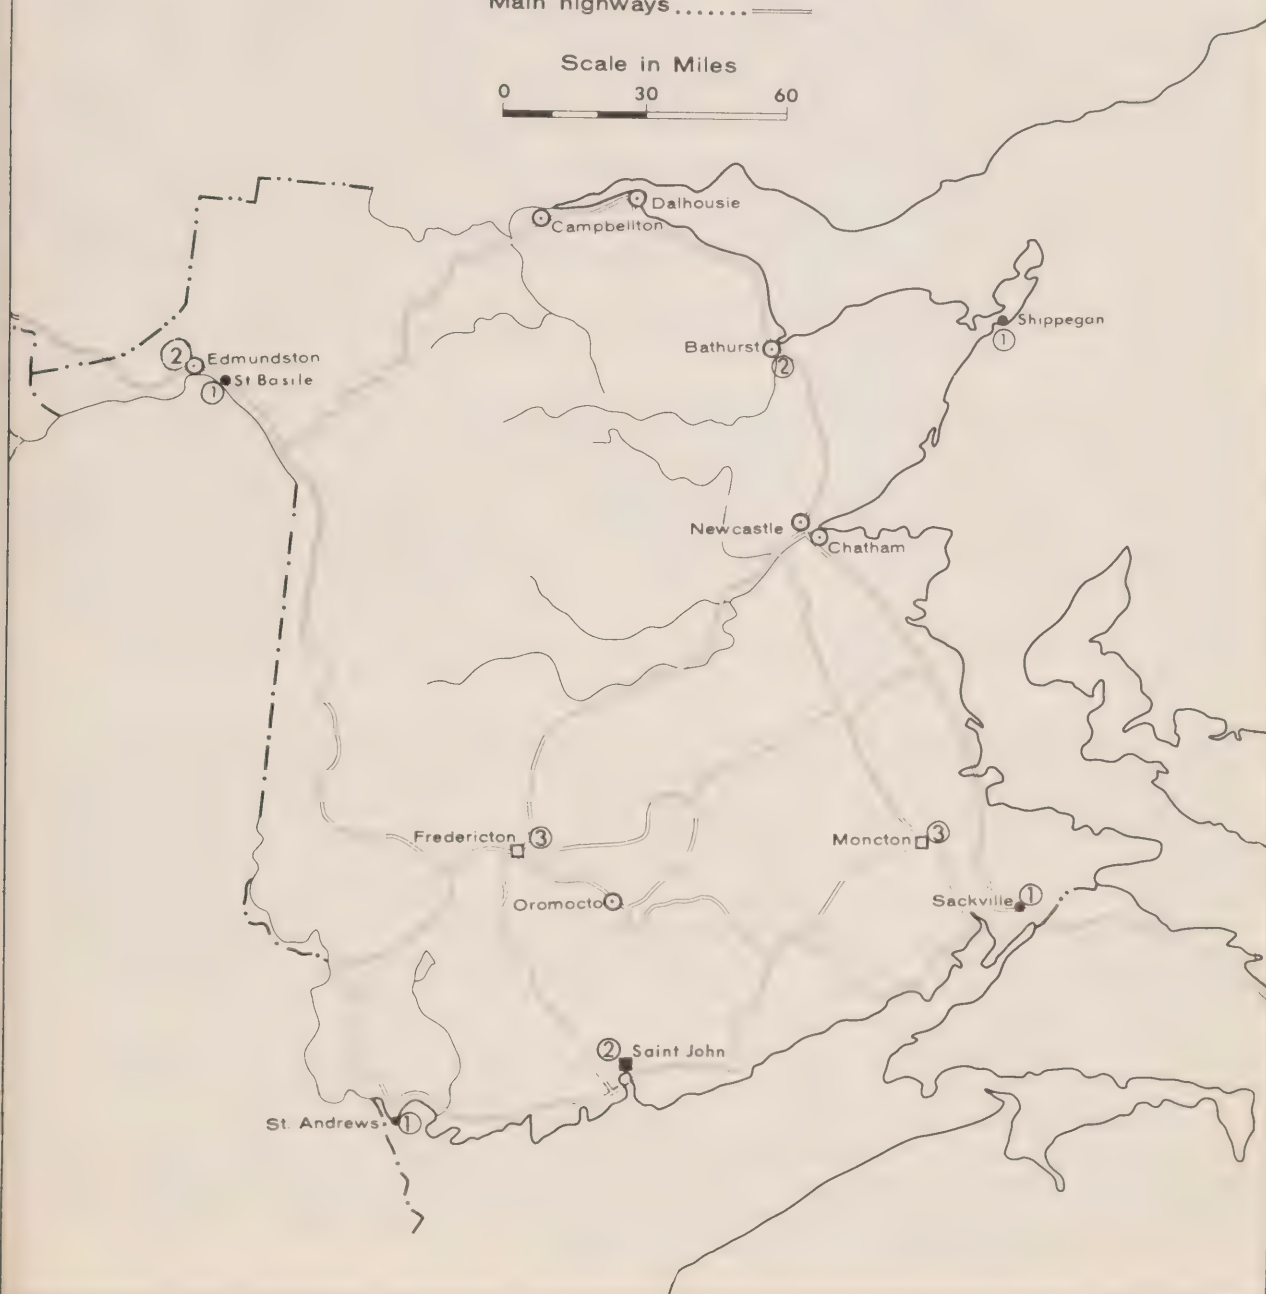 Main highways.......
Scale in Miles
0 30 60
Dalhousie
Campbellton
Shippegan
1
Bathurst
2
2 Edmundston
1 St Basile
Newcastle
Chatham
Fredericton 3
Moncton 3
Oromocto
Sackville 1
2 Saint John
St. Andrews 1